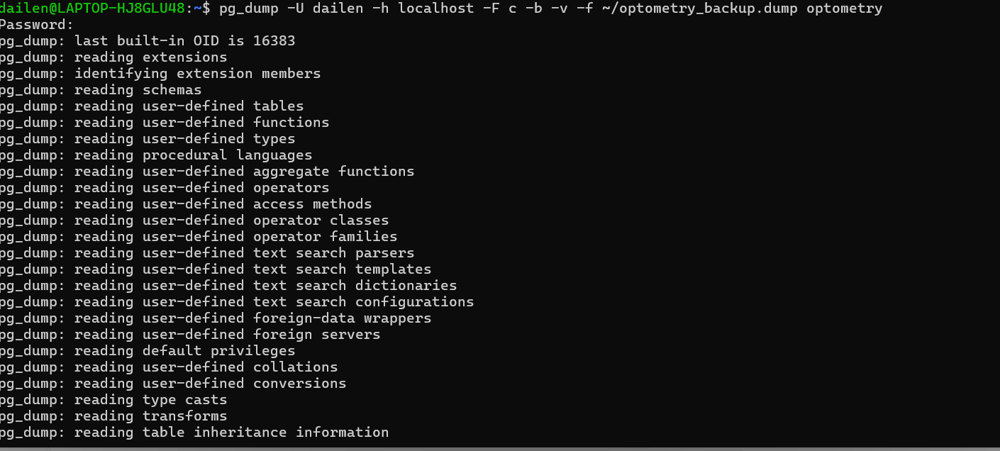 dailen@LAPTOP-HJ8GLU48:~$ pg_dump -U dailen -h localhost -F c -b -v -f ~/optometry_backup.dump optometry
Password:
pg_dump: last built-in OID is 16383
pg_dump: reading extensions
pg_dump: identifying extension members
pg_dump: reading schemas
pg_dump: reading user-defined tables
pg_dump: reading user-defined functions
pg_dump: reading user-defined types
pg_dump: reading procedural languages
pg_dump: reading user-defined aggregate functions
pg_dump: reading user-defined operators
pg_dump: reading user-defined access methods
pg_dump: reading user-defined operator classes
pg_dump: reading user-defined operator families
pg_dump: reading user-defined text search parsers
pg_dump: reading user-defined text search templates
pg_dump: reading user-defined text search dictionaries
pg_dump: reading user-defined text search configurations
pg_dump: reading user-defined foreign-data wrappers
pg_dump: reading user-defined foreign servers
pg_dump: reading default privileges
pg_dump: reading user-defined collations
pg_dump: reading user-defined conversions
pg_dump: reading type casts
pg_dump: reading transforms
pg_dump: reading table inheritance information